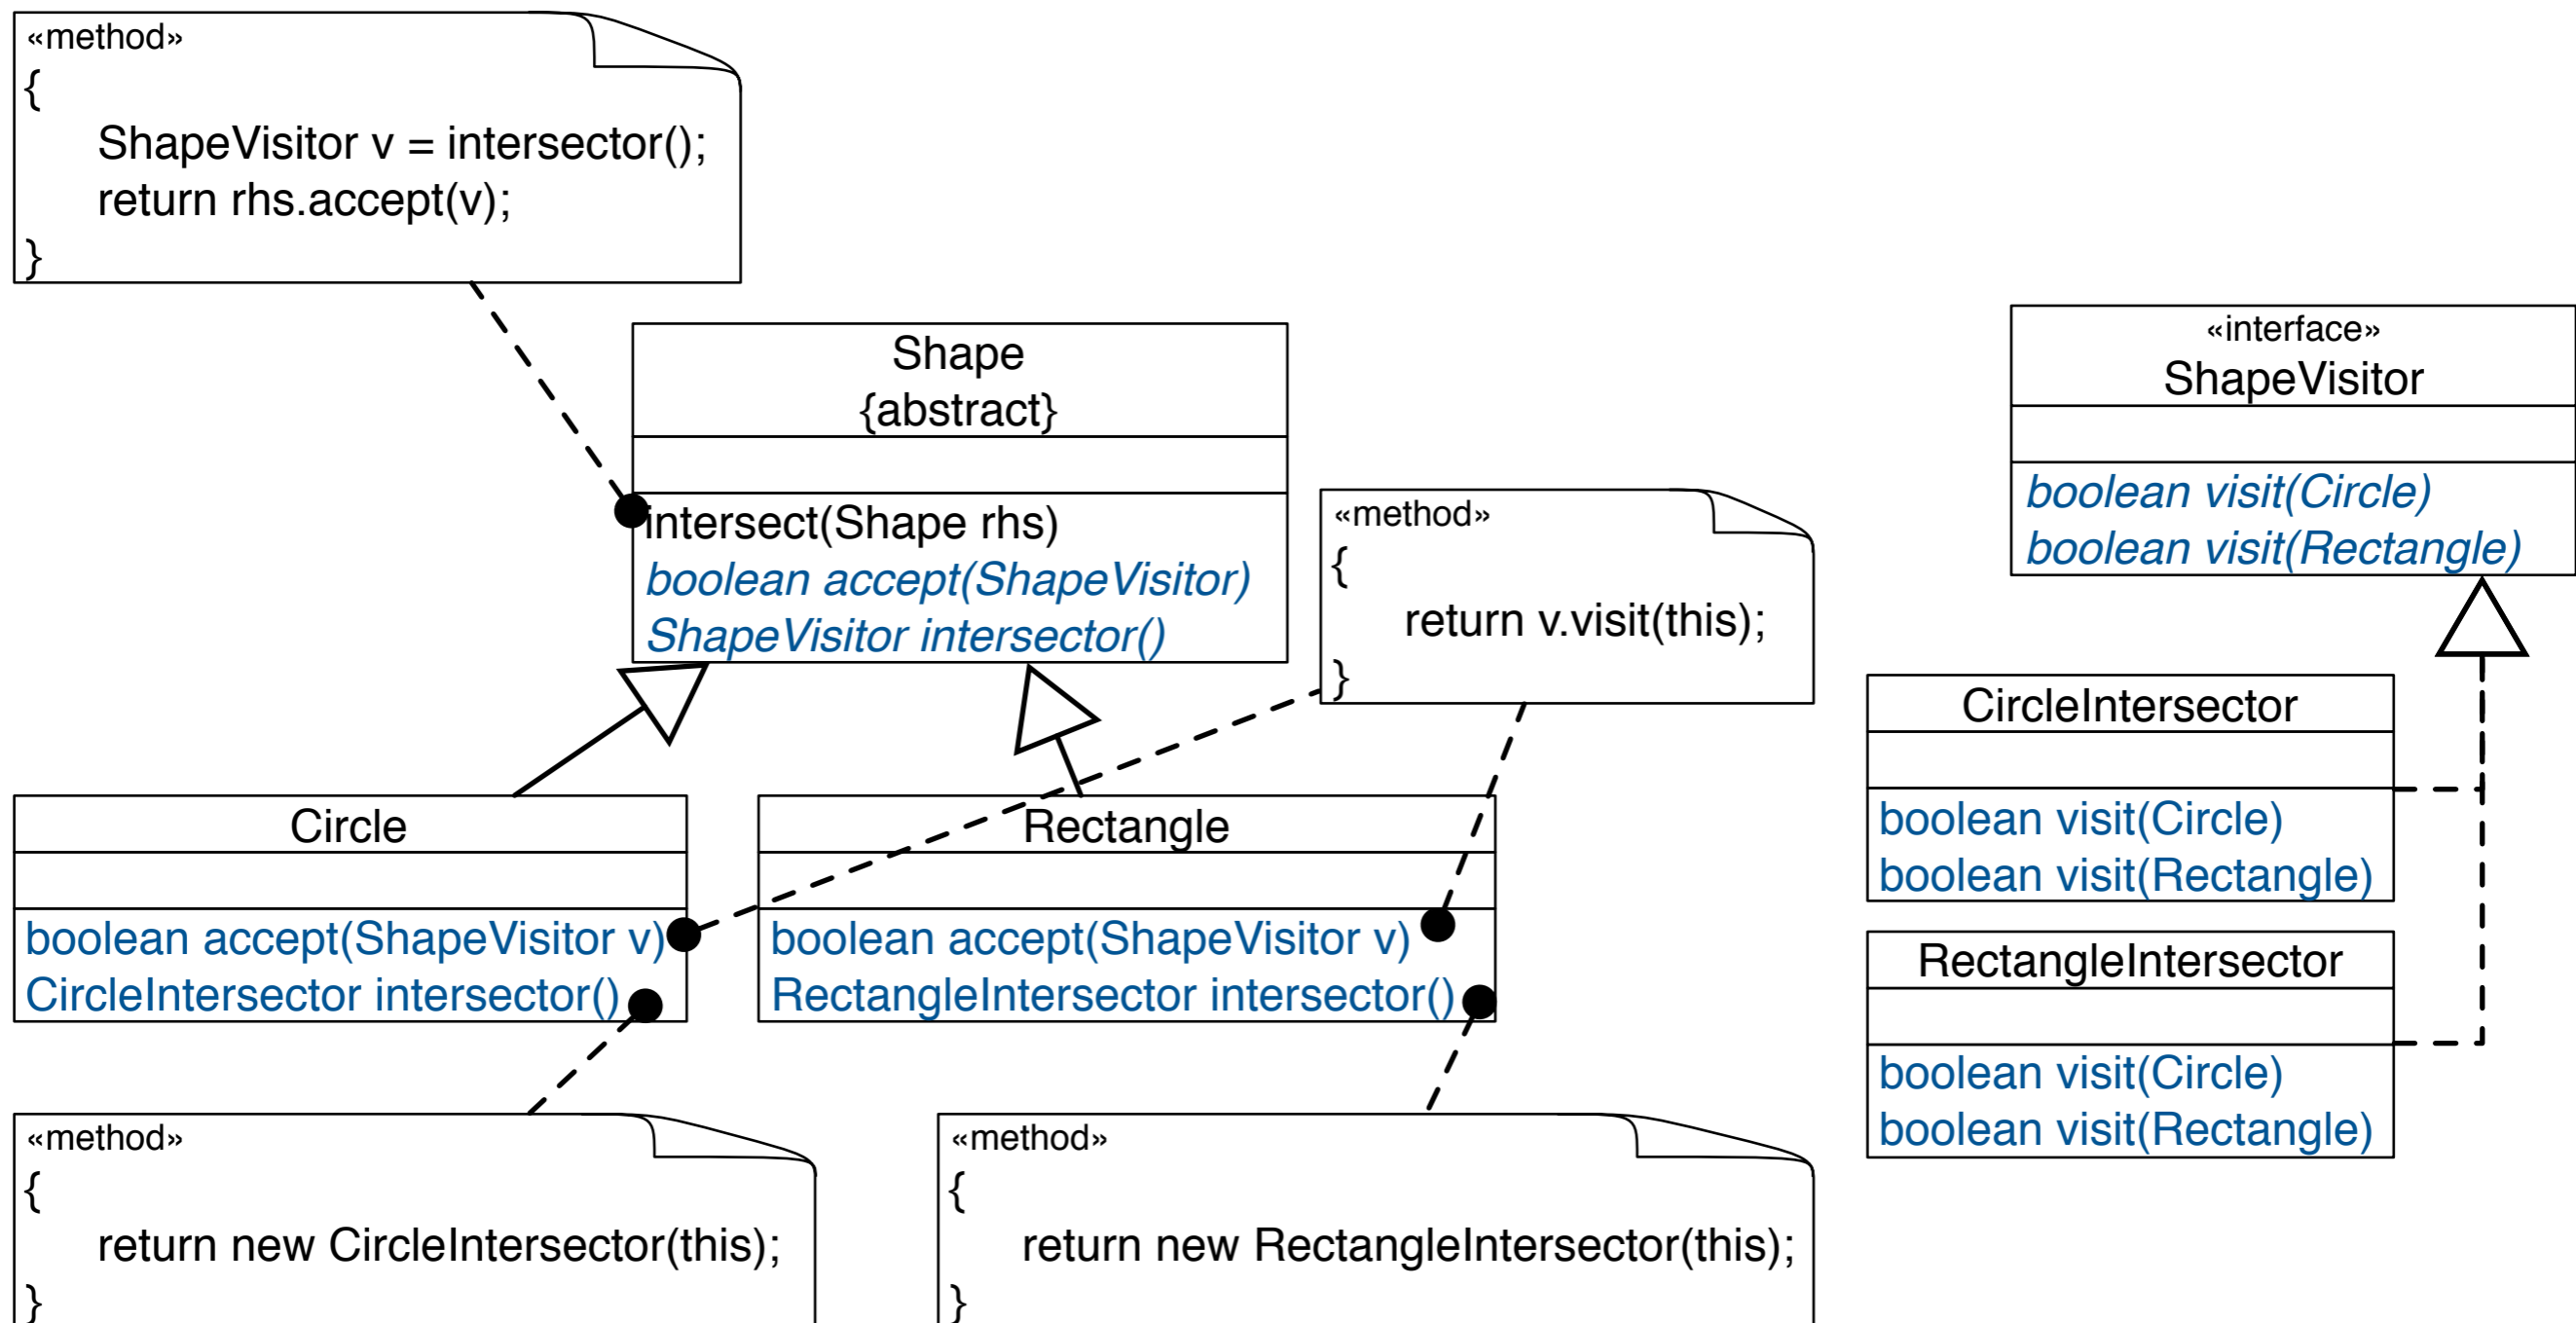 «method»
{
ShapeVisitor v = intersector();
return rhs.accept(v);
}
Shape
{abstract}
intersect(Shape rhs)
boolean accept(ShapeVisitor)
ShapeVisitor intersector()
«method»
{
return v.visit(this);
}
«interface»
ShapeVisitor
boolean visit(Circle)
boolean visit(Rectangle)
Circle
boolean accept(ShapeVisitor v)
CircleIntersector intersector()
Rectangle
boolean accept(ShapeVisitor v)
RectangleIntersector intersector()
CircleIntersector
boolean visit(Circle)
boolean visit(Rectangle)
RectangleIntersector
boolean visit(Circle)
boolean visit(Rectangle)
«method»
{
return new CircleIntersector(this);
}
«method»
{
return new RectangleIntersector(this);
}